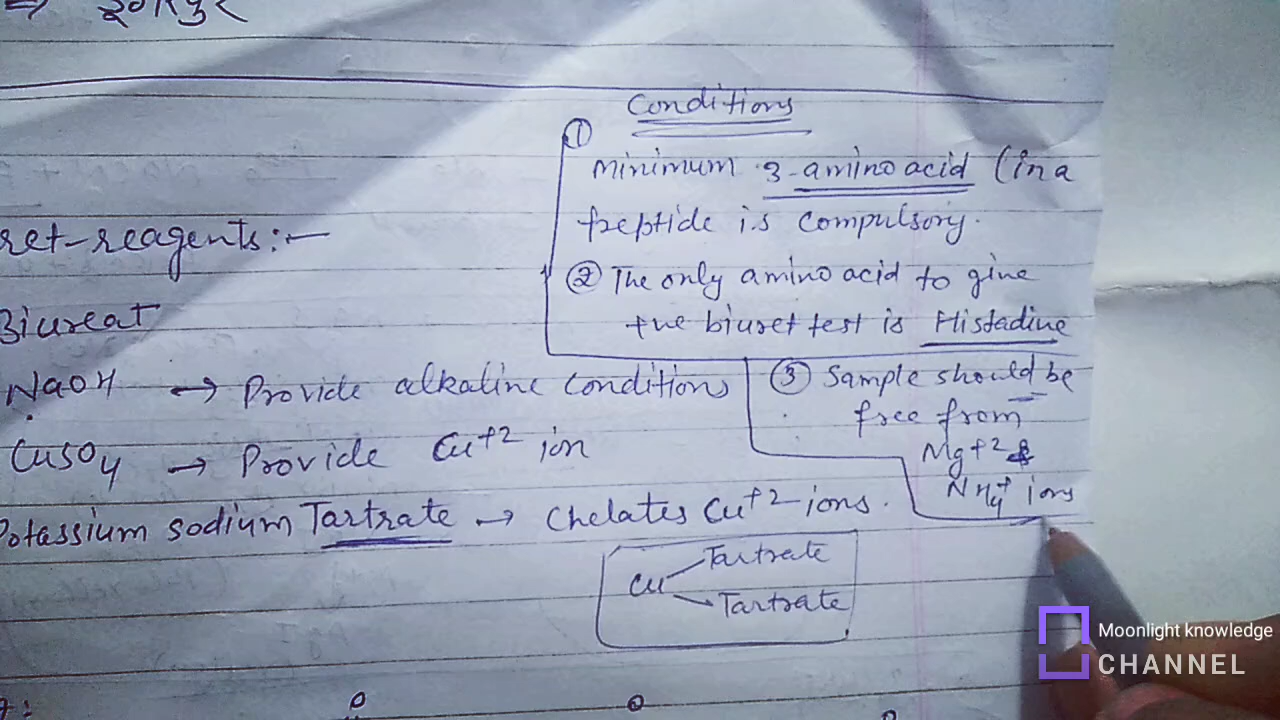 ⇒
Conditions
① Minimum 3-amino acid (in a
peptide is compulsory.
② The only amino acid to give
the biuret test is Histadine
③ Sample should be
free from
Mg+2 &
NH4+ ions
ret-reagents:-
Biureat
NaOH → Provide alkaline conditions
CuSO4 → Provide Cu+2 ion
Potassium sodium Tartrate → Chelates Cu+2-ions.
Cu Tartrate
Tartrate
Moonlight knowledge
CHANNEL